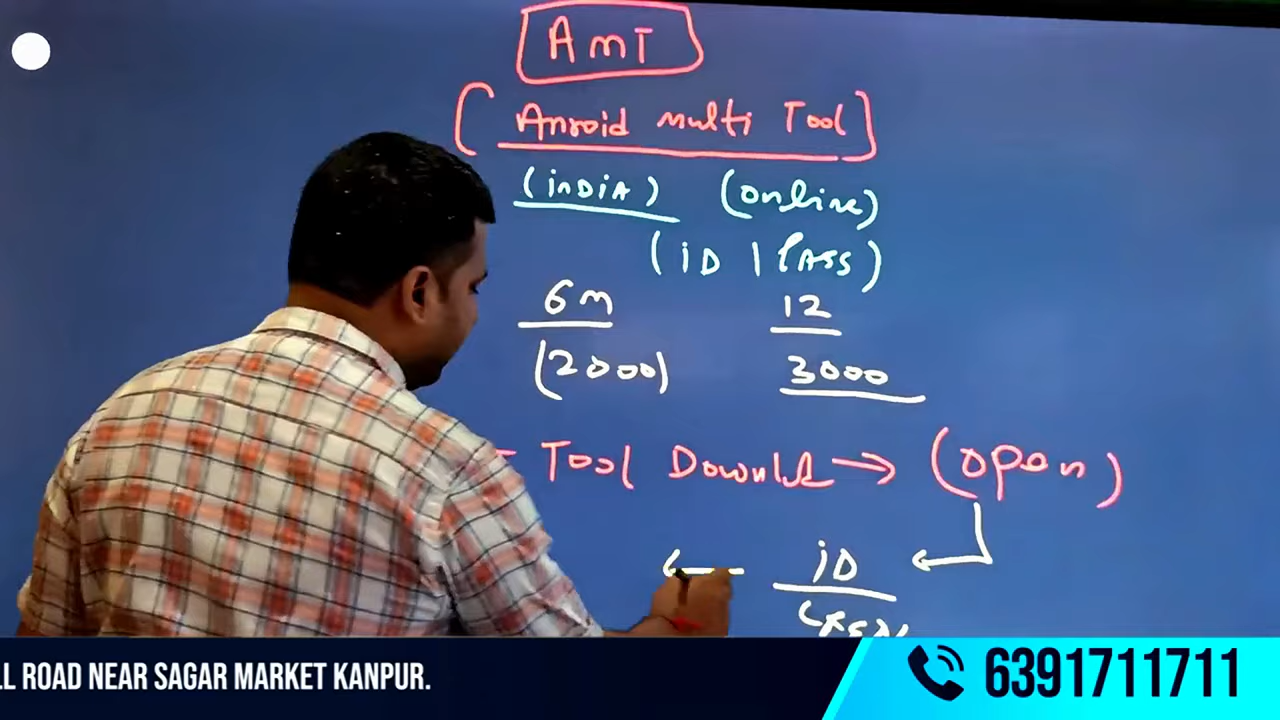 AmT
[Anroid multi Tool]
(inDiA) (online)
(iD | PASS)
6m 12
(2000) 3000
Tool Downld → (open)
iD
LL ROAD NEAR SAGAR MARKET KANPUR.
6391711711